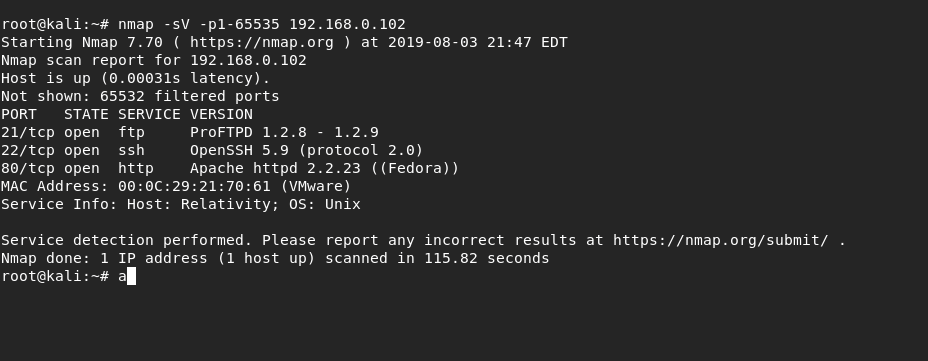 root@kali:~# nmap -sV -p1-65535 192.168.0.102
Starting Nmap 7.70 ( https://nmap.org ) at 2019-08-03 21:47 EDT
Nmap scan report for 192.168.0.102
Host is up (0.00031s latency).
Not shown: 65532 filtered ports
PORT   STATE SERVICE VERSION
21/tcp open  ftp     ProFTPD 1.2.8 - 1.2.9
22/tcp open  ssh     OpenSSH 5.9 (protocol 2.0)
80/tcp open  http    Apache httpd 2.2.23 ((Fedora))
MAC Address: 00:0C:29:21:70:61 (VMware)
Service Info: Host: Relativity; OS: Unix

Service detection performed. Please report any incorrect results at https://nmap.org/submit/ .
Nmap done: 1 IP address (1 host up) scanned in 115.82 seconds
root@kali:~# a